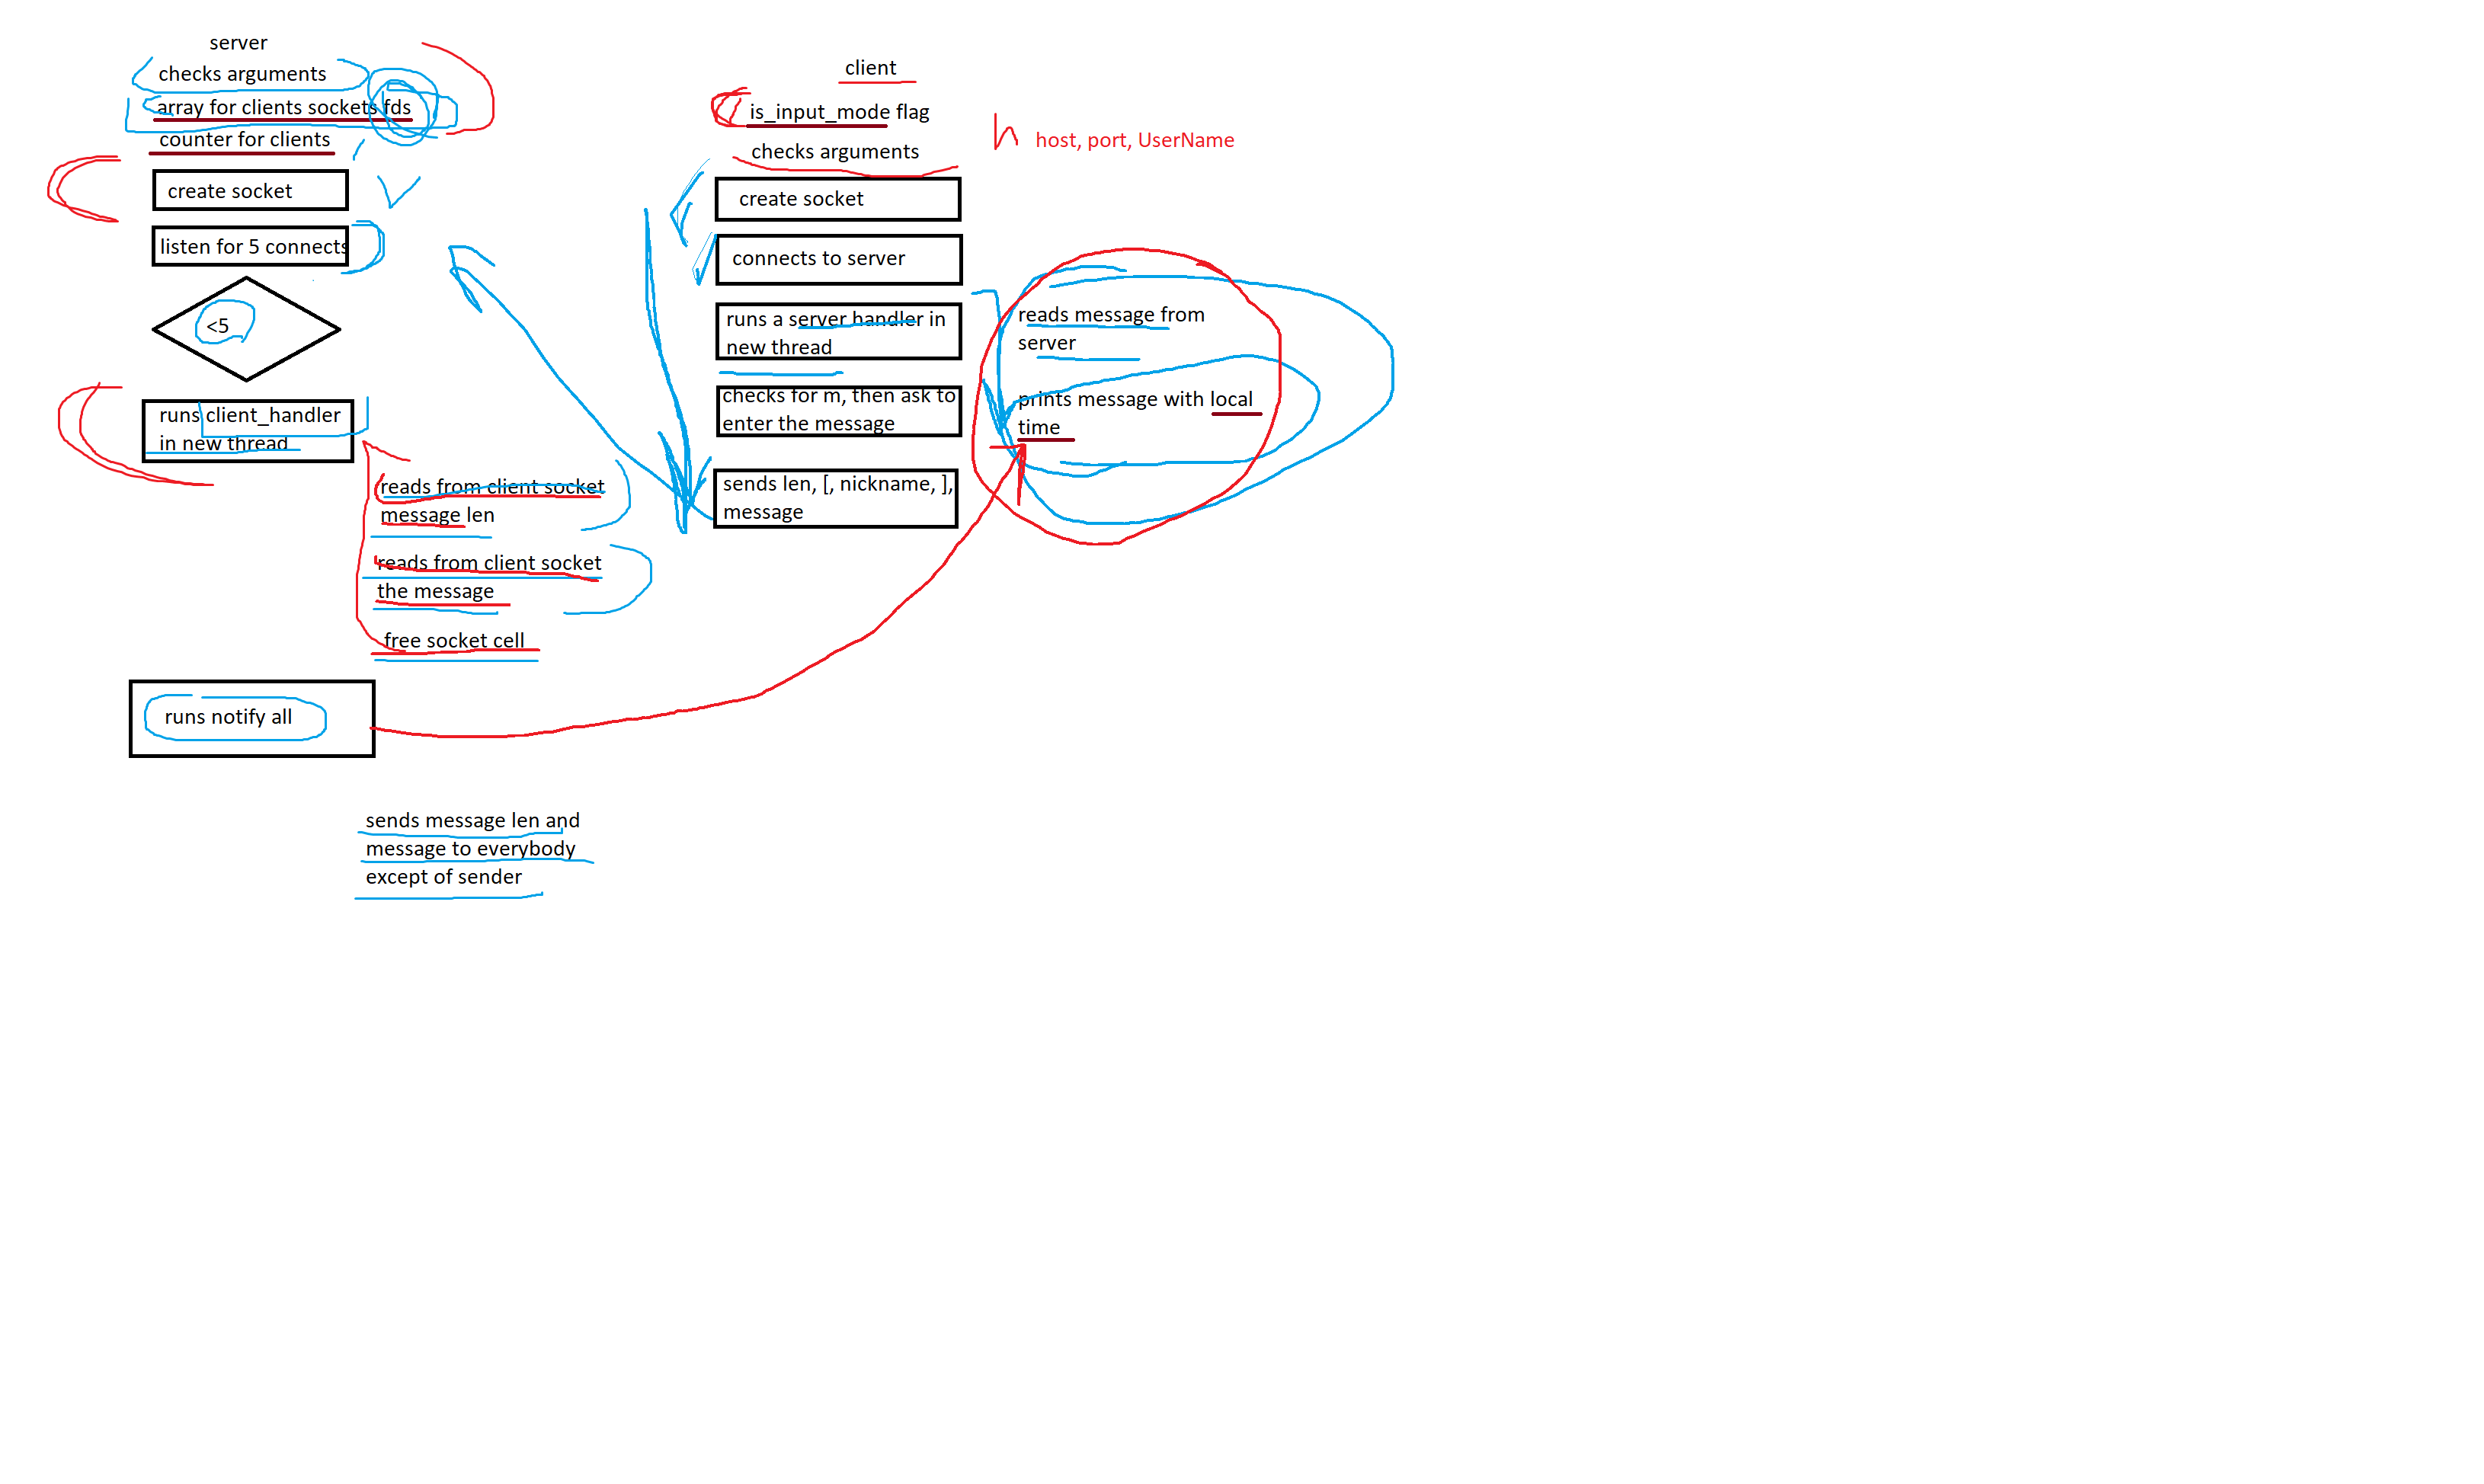 server
checks arguments
array for clients sockets fds
counter for clients
create socket
listen for 5 connects
<5
runs client_handler
in new thread
reads from client socket
message len
reads from client socket
the message
free socket cell
runs notify all
sends message len and
message to everybody
except of sender
client
is_input_mode flag
checks arguments
host, port, UserName
create socket
connects to server
runs a server handler in
new thread
checks for m, then ask to
enter the message
sends len, [, nickname, ],
message
reads message from
server
prints message with local
time